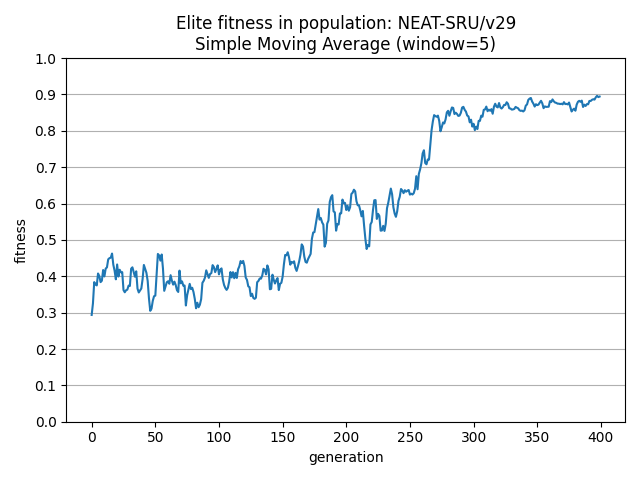 Elite fitness in population: NEAT-SRU/v29
Simple Moving Average (window=5)
1.0
0.9
0.8
0.7
0.6
0.5
0.4
0.3
0.2
0.1
0.0
fitness
0 50 100 150 200 250 300 350 400
generation